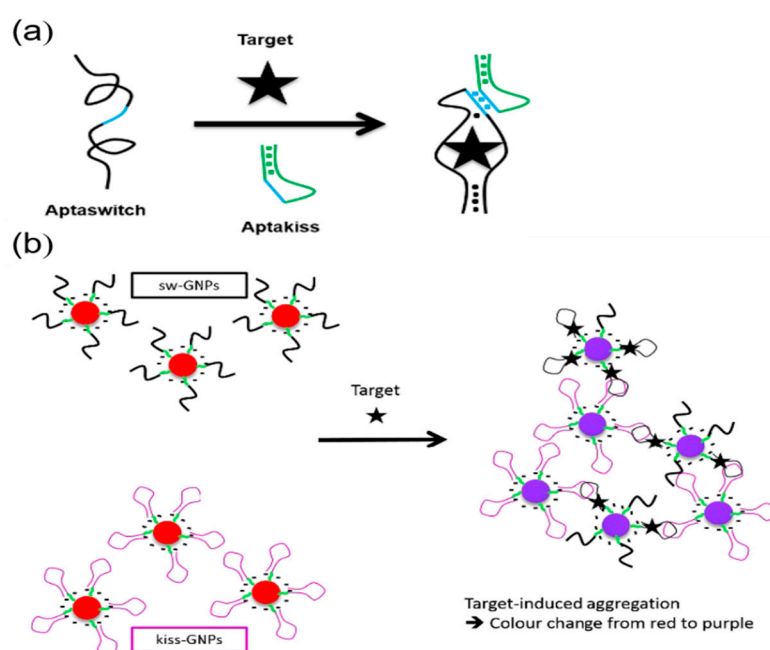 (a)
Target
Aptaswitch
Aptakiss
(b)
sw-GNPs
Target
kiss-GNPs
Target-induced aggregation
➔ Colour change from red to purple